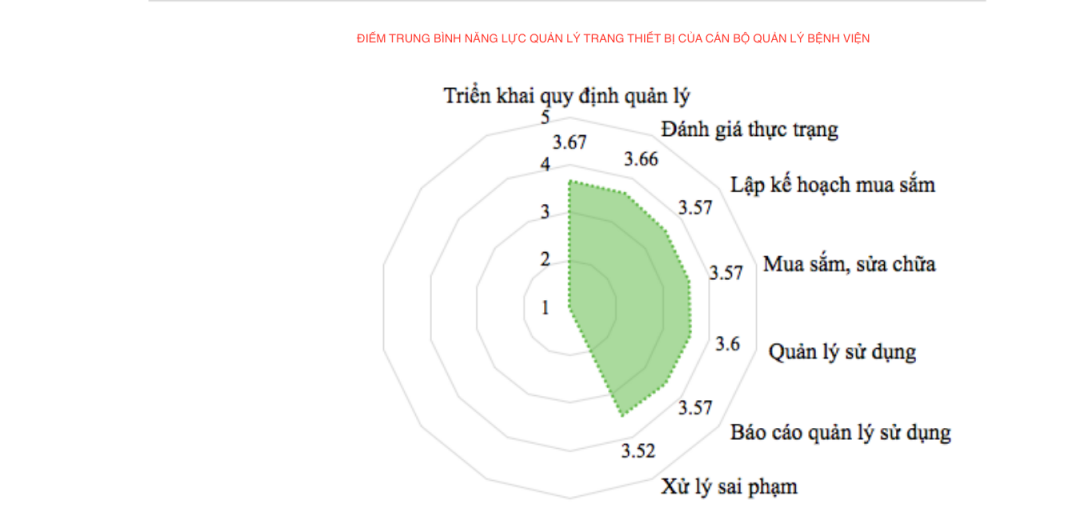 ĐIỂM TRUNG BÌNH NĂNG LỰC QUẢN LÝ TRANG THIẾT BỊ CỦA CÁN BỘ QUẢN LÝ BỆNH VIỆN
Triển khai quy định quản lý
5
3.67
Đánh giá thực trạng
3.66
4
Lập kế hoạch mua sắm
3.57
3
2
Mua sắm, sửa chữa
3.57
1
3.6
Quản lý sử dụng
3.57
Báo cáo quản lý sử dụng
3.52
Xử lý sai phạm